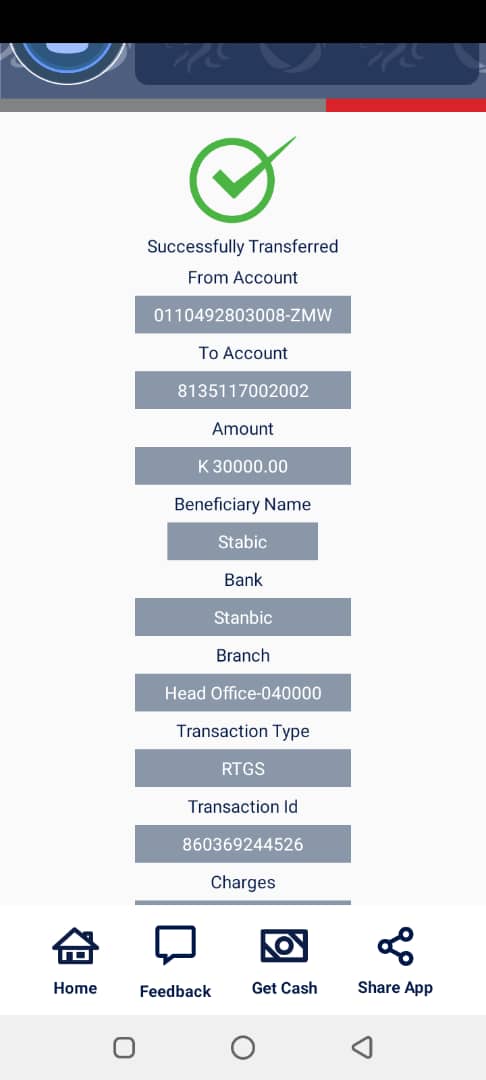 Successfully Transferred
From Account
0110492803008-ZMW
To Account
8135117002002
Amount
K 30000.00
Beneficiary Name
Stabic
Bank
Stanbic
Branch
Head Office-040000
Transaction Type
RTGS
Transaction Id
860369244526
Charges
Home
Feedback
Get Cash
Share App